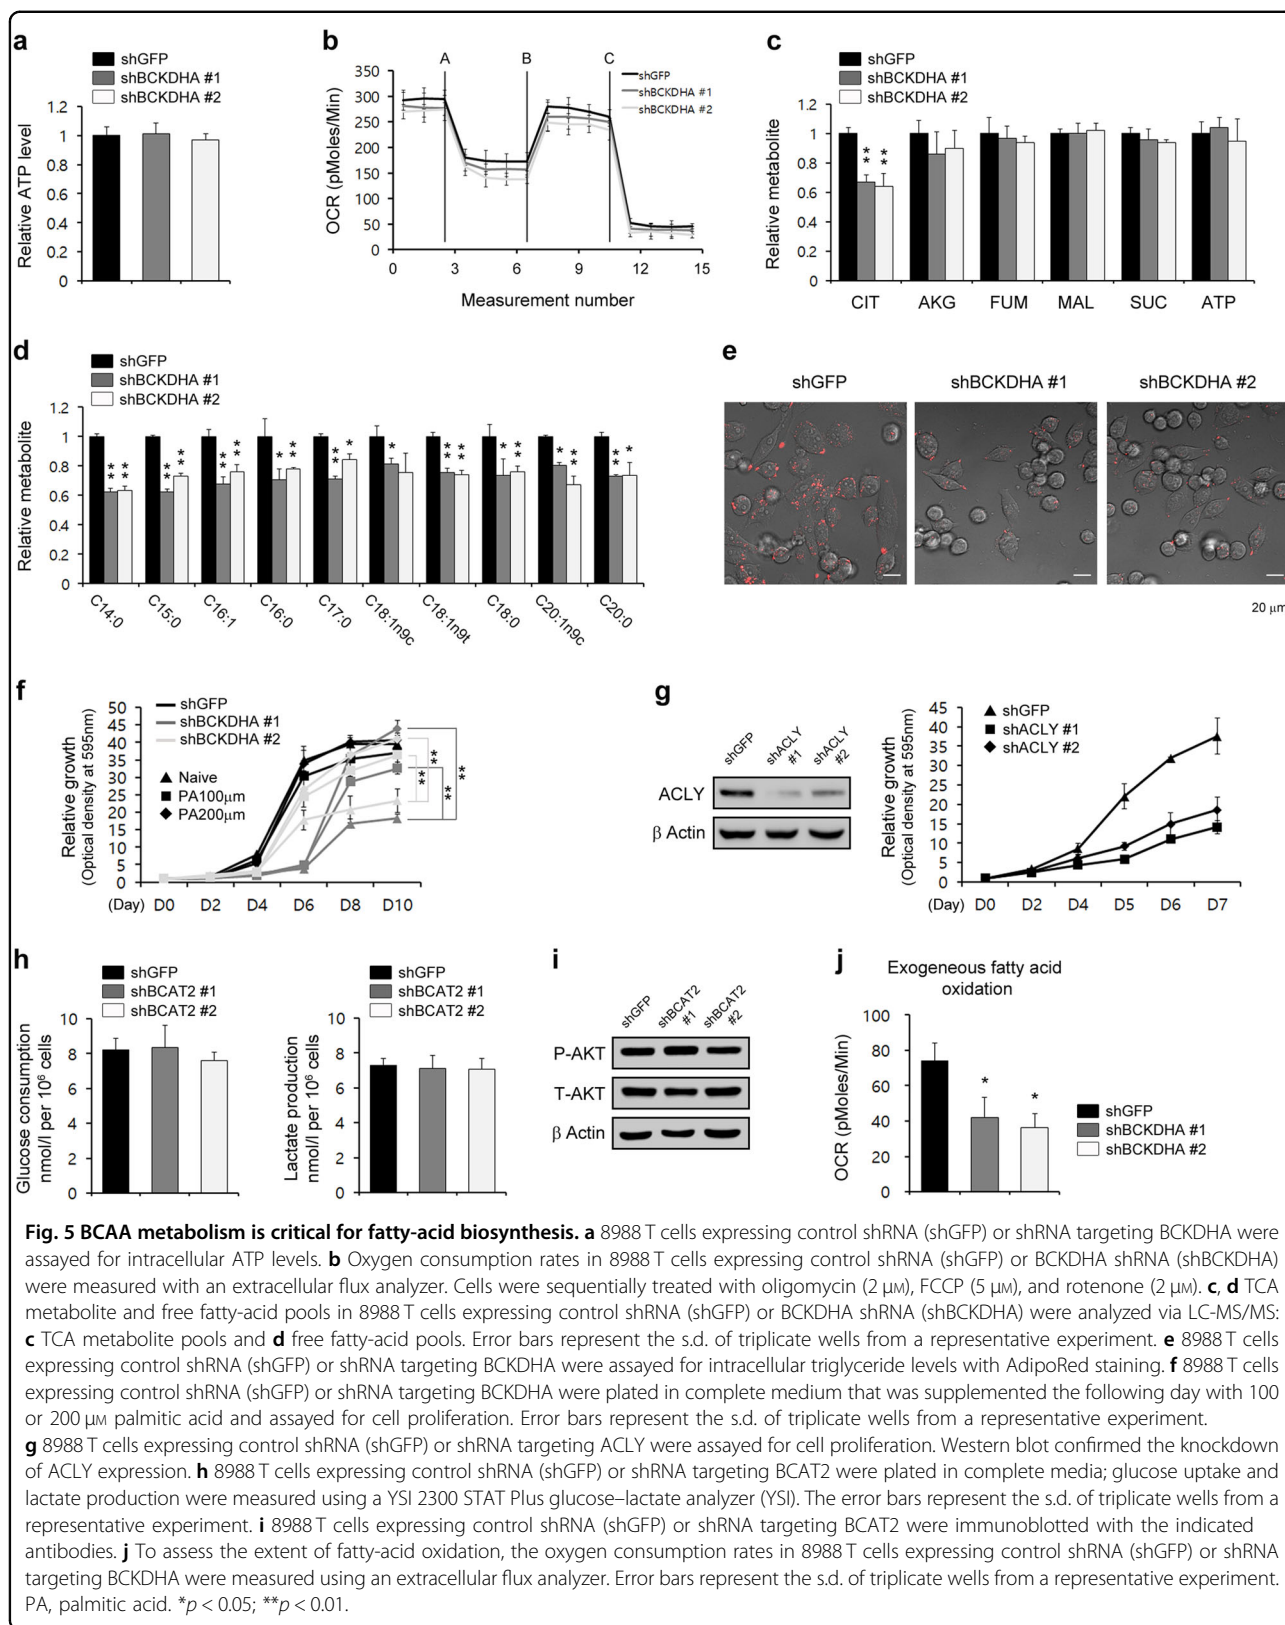 a
shGFP
shBCKDHA #1
shBCKDHA #2
Relative ATP level
1.2
1
0.8
0.6
0.4
0.2
0
b
A
B
C
shGFP
shBCKDHA #1
shBCKDHA #2
OCR (pMoles/Min)
350
300
250
200
150
100
50
0
0
3
6
9
12
15
Measurement number
c
shGFP
shBCKDHA #1
shBCKDHA #2
Relative metabolite
1.2
1
0.8
0.6
0.4
0.2
0
** **
CIT
AKG
FUM
MAL
SUC
ATP
d
shGFP
shBCKDHA #1
shBCKDHA #2
Relative metabolite
1.2
1
0.8
0.6
0.4
0.2
0
** ** ** ** ** ** ** ** ** * * ** ** ** ** * ** ** *
C14:0
C15:0
C16:1
C16:0
C17:0
C18:1n9c
C18:1n9t
C18:0
C20:1n9c
C20:0
e
shGFP
shBCKDHA #1
shBCKDHA #2
20 μm
f
shGFP
shBCKDHA #1
shBCKDHA #2
Naive
PA100μm
PA200μm
Relative growth
(Optical density at 595nm)
50
45
40
35
30
25
20
15
10
5
0
** ** ** **
(Day) D0 D2 D4 D6 D8 D10
g
shGFP
shACLY #1
shACLY #2
ACLY
β Actin
shGFP
shACLY #1
shACLY #2
Relative growth
(Optical density at 595nm)
45
40
35
30
25
20
15
10
5
0
(Day) D0 D2 D4 D5 D6 D7
h
shGFP
shBCAT2 #1
shBCAT2 #2
Glucose consumption
nmol/l per 10⁶ cells
10
8
6
4
2
0
shGFP
shBCAT2 #1
shBCAT2 #2
Lactate production
nmol/l per 10⁶ cells
10
8
6
4
2
0
i
shGFP
shBCAT2 #1
shBCAT2 #2
P-AKT
T-AKT
β Actin
j
Exogeneous fatty acid
oxidation
OCR (pMoles/Min)
100
80
60
40
20
0
* *
shGFP
shBCKDHA #1
shBCKDHA #2
Fig. 5 BCAA metabolism is critical for fatty-acid biosynthesis. a 8988 T cells expressing control shRNA (shGFP) or shRNA targeting BCKDHA were
assayed for intracellular ATP levels. b Oxygen consumption rates in 8988 T cells expressing control shRNA (shGFP) or BCKDHA shRNA (shBCKDHA)
were measured with an extracellular flux analyzer. Cells were sequentially treated with oligomycin (2 μM), FCCP (5 μM), and rotenone (2 μM). c, d TCA
metabolite and free fatty-acid pools in 8988 T cells expressing control shRNA (shGFP) or BCKDHA shRNA (shBCKDHA) were analyzed via LC-MS/MS:
c TCA metabolite pools and d free fatty-acid pools. Error bars represent the s.d. of triplicate wells from a representative experiment. e 8988 T cells
expressing control shRNA (shGFP) or shRNA targeting BCKDHA were assayed for intracellular triglyceride levels with AdipoRed staining. f 8988 T cells
expressing control shRNA (shGFP) or shRNA targeting BCKDHA were plated in complete medium that was supplemented the following day with 100
or 200 μM palmitic acid and assayed for cell proliferation. Error bars represent the s.d. of triplicate wells from a representative experiment.
g 8988 T cells expressing control shRNA (shGFP) or shRNA targeting ACLY were assayed for cell proliferation. Western blot confirmed the knockdown
of ACLY expression. h 8988 T cells expressing control shRNA (shGFP) or shRNA targeting BCAT2 were plated in complete media; glucose uptake and
lactate production were measured using a YSI 2300 STAT Plus glucose–lactate analyzer (YSI). The error bars represent the s.d. of triplicate wells from a
representative experiment. i 8988 T cells expressing control shRNA (shGFP) or shRNA targeting BCAT2 were immunoblotted with the indicated
antibodies. j To assess the extent of fatty-acid oxidation, the oxygen consumption rates in 8988 T cells expressing control shRNA (shGFP) or shRNA
targeting BCKDHA were measured using an extracellular flux analyzer. Error bars represent the s.d. of triplicate wells from a representative experiment.
PA, palmitic acid. *p < 0.05; **p < 0.01.